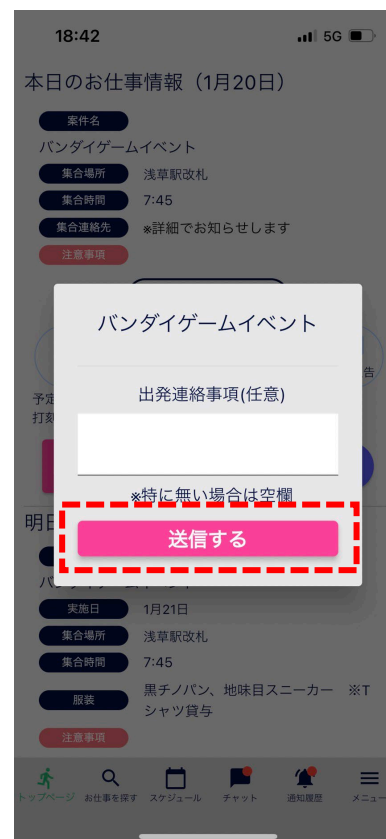 18:42
5G
本日のお仕事情報（1月20日）
案件名
バンダイゲームイベント
集合場所 浅草駅改札
集合時間 7:45
集合連絡先 ※詳細でお知らせします
注意事項
バンダイゲームイベント
告
出発連絡事項(任意)
予定
打刻
※特に無い場合は空欄
明日
送信する
実施日 1月21日
集合場所 浅草駅改札
集合時間 7:45
服装 黒チノパン、地味目スニーカー ※T
シャツ貸与
注意事項
トップページ お仕事を探す スケジュール チャット 通知履歴 メニュー